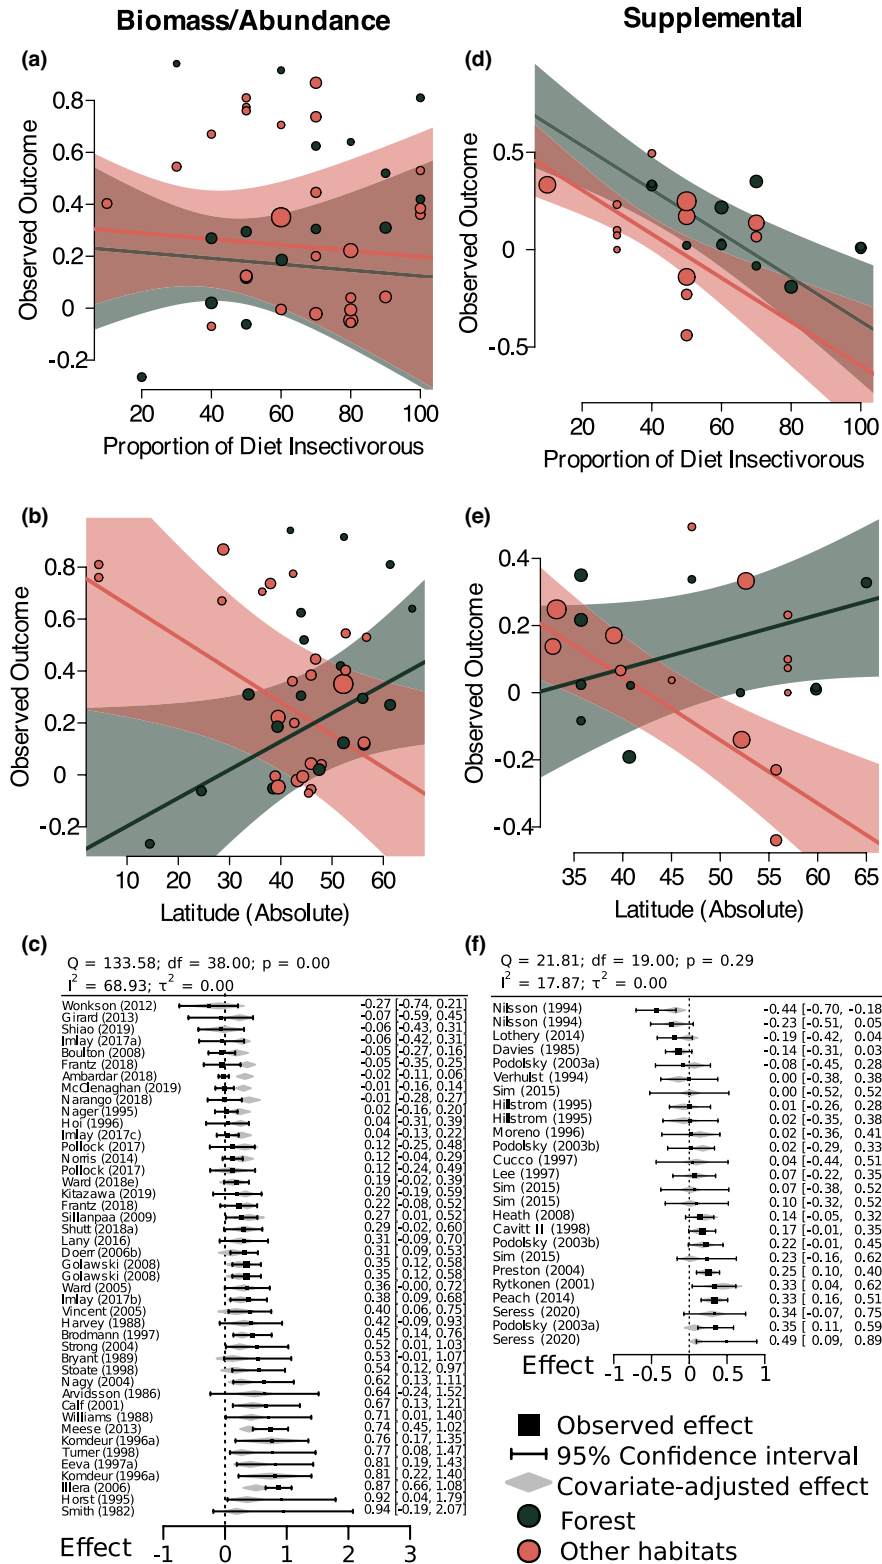 Biomass/Abundance
Supplemental
(a)
Observed Outcome
0.8
0.6
0.4
0.2
0
-0.2
20 40 60 80 100
Proportion of Diet Insectivorous
(d)
Observed Outcome
0.5
0
-0.5
20 40 60 80 100
Proportion of Diet Insectivorous
(b)
Observed Outcome
0.8
0.6
0.4
0.2
0
-0.2
10 20 30 40 50 60
Latitude (Absolute)
(e)
Observed Outcome
0.4
0.2
0
-0.2
-0.4
35 40 45 50 55 60 65
Latitude (Absolute)
(c)
Q = 133.58; df = 38.00; p = 0.00
I² = 68.93; τ² = 0.00
Wonkson (2012) -0.27 [-0.74, 0.21]
Girard (2013) -0.07 [-0.59, 0.45]
Shiao (2019) -0.06 [-0.43, 0.31]
Imlay (2017a) -0.06 [-0.42, 0.31]
Boulton (2008) -0.05 [-0.27, 0.16]
Frantz (2018) -0.05 [-0.35, 0.25]
Ambardar (2018) -0.02 [-0.11, 0.06]
McClenaghan (2019) -0.01 [-0.16, 0.14]
Narango (2018) -0.01 [-0.28, 0.27]
Nager (1995) 0.02 [-0.16, 0.20]
Hoi (1996) 0.04 [-0.31, 0.39]
Imlay (2017c) 0.04 [-0.13, 0.22]
Pollock (2017) 0.12 [-0.25, 0.48]
Norris (2014) 0.12 [-0.04, 0.29]
Pollock (2017) 0.12 [-0.24, 0.49]
Ward (2018e) 0.19 [-0.02, 0.39]
Kitazawa (2019) 0.20 [-0.19, 0.59]
Frantz (2018) 0.22 [-0.08, 0.52]
Sillanpaa (2009) 0.27 [0.01, 0.52]
Shutt (2018a) 0.29 [-0.02, 0.60]
Lany (2016) 0.31 [-0.09, 0.70]
Doerr (2006b) 0.31 [0.09, 0.53]
Golawski (2008) 0.35 [0.12, 0.58]
Golawski (2008) 0.35 [0.12, 0.58]
Ward (2005) 0.36 [-0.00, 0.72]
Imlay (2017b) 0.38 [0.09, 0.68]
Vincent (2005) 0.40 [0.06, 0.75]
Harvey (1988) 0.42 [-0.09, 0.93]
Brodmann (1997) 0.45 [0.14, 0.76]
Strong (2004) 0.52 [0.01, 1.03]
Bryant (1989) 0.53 [-0.01, 1.07]
Stoate (1998) 0.54 [0.12, 0.97]
Nagy (2004) 0.62 [0.13, 1.11]
Arvidsson (1986) 0.64 [-0.24, 1.52]
Calf (2001) 0.67 [0.13, 1.21]
Williams (1988) 0.71 [0.01, 1.40]
Meese (2013) 0.74 [0.45, 1.02]
Komdeur (1996a) 0.76 [0.17, 1.35]
Turner (1998) 0.77 [0.08, 1.47]
Eeva (1997a) 0.81 [0.19, 1.43]
Komdeur (1996a) 0.81 [0.22, 1.40]
Illera (2006) 0.87 [0.66, 1.08]
Horst (1995) 0.92 [0.04, 1.79]
Smith (1982) 0.94 [-0.19, 2.07]
Effect
-1 0 1 2 3
(f)
Q = 21.81; df = 19.00; p = 0.29
I² = 17.87; τ² = 0.00
Nilsson (1994) -0.44 [-0.70, -0.18
Nilsson (1994) -0.23 [-0.51, 0.05
Lothery (2014) -0.19 [-0.42, 0.04
Davies (1985) -0.14 [-0.31, 0.03
Podolsky (2003a) -0.08 [-0.45, 0.28
Verhulst (1994) 0.00 [-0.38, 0.38
Sim (2015) 0.00 [-0.52, 0.52
Hillstrom (1995) 0.01 [-0.26, 0.28
Hillstrom (1995) 0.02 [-0.35, 0.38
Moreno (1996) 0.02 [-0.36, 0.41
Podolsky (2003b) 0.02 [-0.29, 0.33
Cucco (1997) 0.04 [-0.44, 0.51
Lee (1997) 0.07 [-0.22, 0.35
Sim (2015) 0.07 [-0.38, 0.52
Sim (2015) 0.10 [-0.32, 0.52
Heath (2008) 0.14 [-0.05, 0.32
Cavitt II (1998) 0.17 [-0.01, 0.35
Podolsky (2003b) 0.22 [-0.01, 0.45
Sim (2015) 0.23 [-0.16, 0.62
Preston (2004) 0.25 [0.10, 0.40
Rytkonen (2001) 0.33 [0.04, 0.62
Peach (2014) 0.33 [0.16, 0.51
Seress (2020) 0.34 [-0.07, 0.75
Podolsky (2003a) 0.35 [0.11, 0.59
Seress (2020) 0.49 [0.09, 0.89
Effect
-1 -0.5 0 0.5 1
Observed effect
95% Confidence interval
Covariate-adjusted effect
Forest
Other habitats